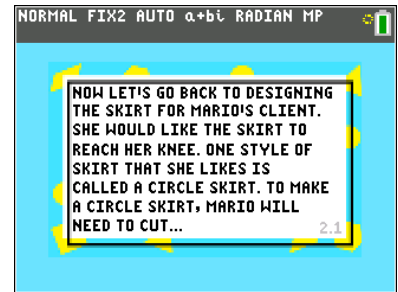 NORMAL FIX2 AUTO a+bi RADIAN MP
NOW LET'S GO BACK TO DESIGNING
THE SKIRT FOR MARIO'S CLIENT.
SHE WOULD LIKE THE SKIRT TO
REACH HER KNEE. ONE STYLE OF
SKIRT THAT SHE LIKES IS
CALLED A CIRCLE SKIRT. TO MAKE
A CIRCLE SKIRT, MARIO WILL
NEED TO CUT...
2.1